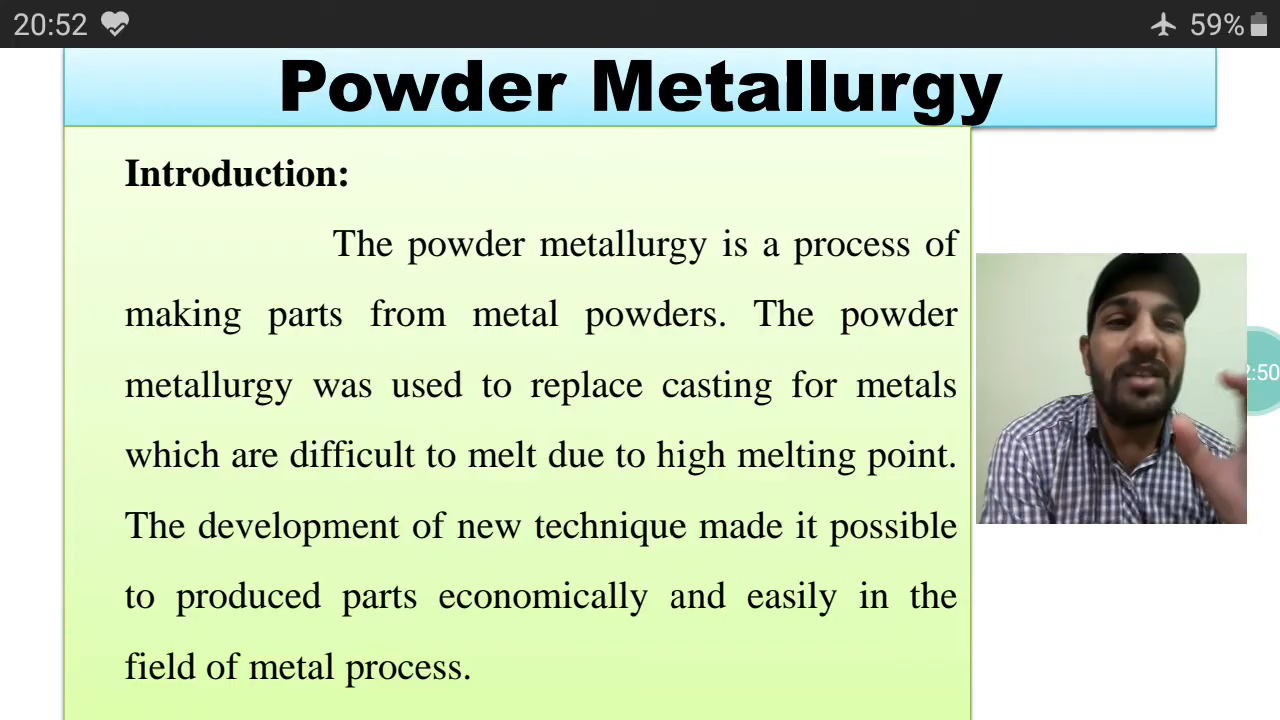 20:52
59%
Powder Metallurgy
Introduction:
The powder metallurgy is a process of
making parts from metal powders. The powder
metallurgy was used to replace casting for metals
which are difficult to melt due to high melting point.
The development of new technique made it possible
to produced parts economically and easily in the
field of metal process.
:50